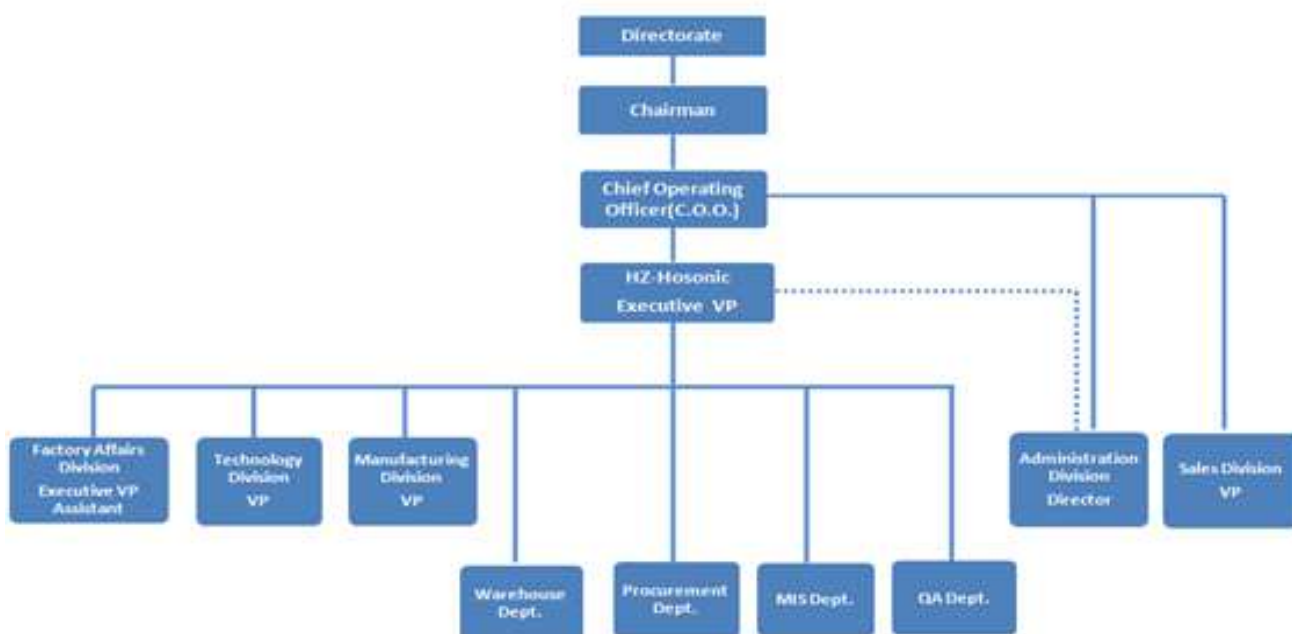 Directorate
Chairman
Chief Operating
Officer(C.O.O.)
HZ-Hosonic
Executive VP
Factory Affairs
Division
Executive VP
Assistant
Technology
Division
VP
Manufacturing
Division
VP
Administration
Division
Director
Sales Division
VP
Warehouse
Dept.
Procurement
Dept.
MIS Dept.
QA Dept.